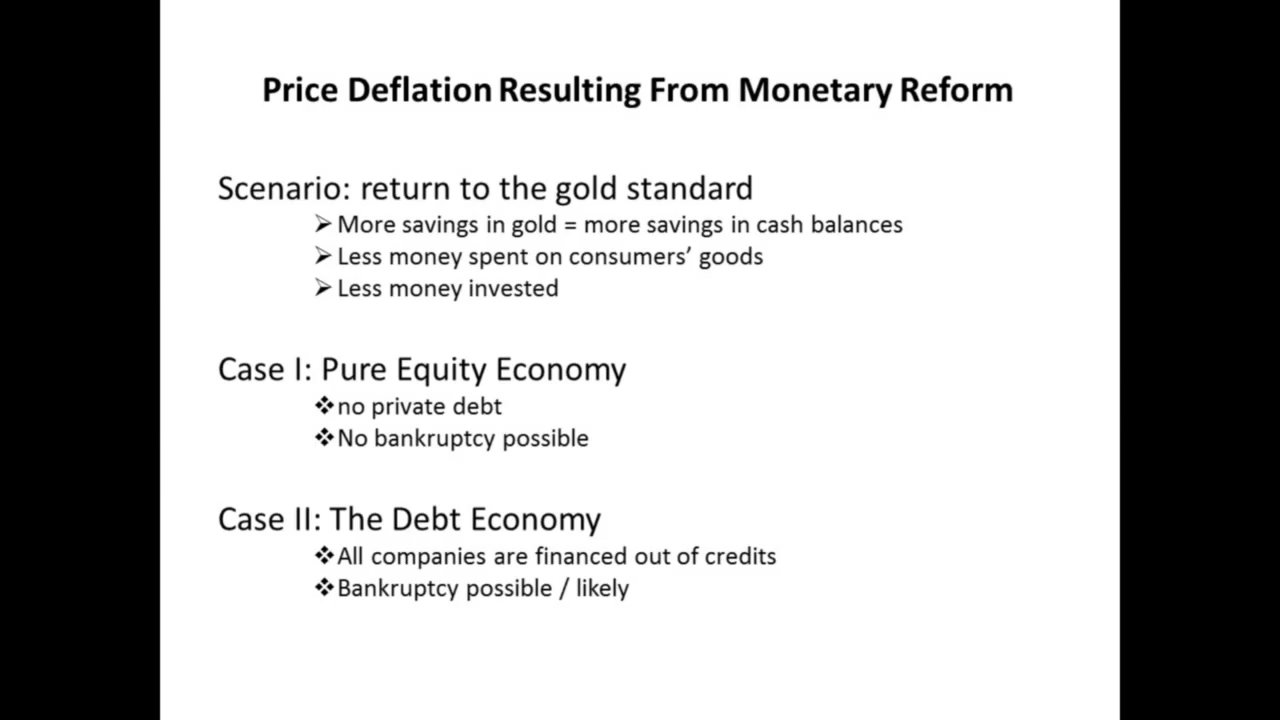 Price Deflation Resulting From Monetary Reform
Scenario: return to the gold standard
➢ More savings in gold = more savings in cash balances
➢ Less money spent on consumers’ goods
➢ Less money invested
Case I: Pure Equity Economy
❖ no private debt
❖ No bankruptcy possible
Case II: The Debt Economy
❖ All companies are financed out of credits
❖ Bankruptcy possible / likely